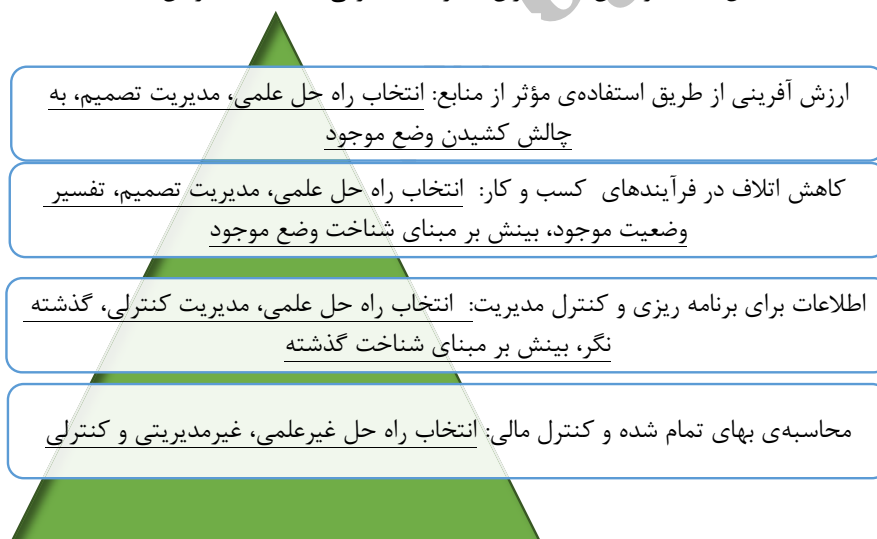 ارزش آفرینی از طریق استفاده‌ی مؤثر از منابع: انتخاب راه حل علمی، مدیریت تصمیم، به
چالش کشیدن وضع موجود
کاهش اتلاف در فرآیندهای کسب و کار: انتخاب راه حل علمی، مدیریت تصمیم، تفسیر
وضعیت موجود، بینش بر مبنای شناخت وضع موجود
اطلاعات برای برنامه ریزی و کنترل مدیریت: انتخاب راه حل علمی، مدیریت کنترلی، گذشته
نگر، بینش بر مبنای شناخت گذشته
محاسبه‌ی بهای تمام شده و کنترل مالی: انتخاب راه حل غیرعلمی، غیرمدیریتی و کنترلی